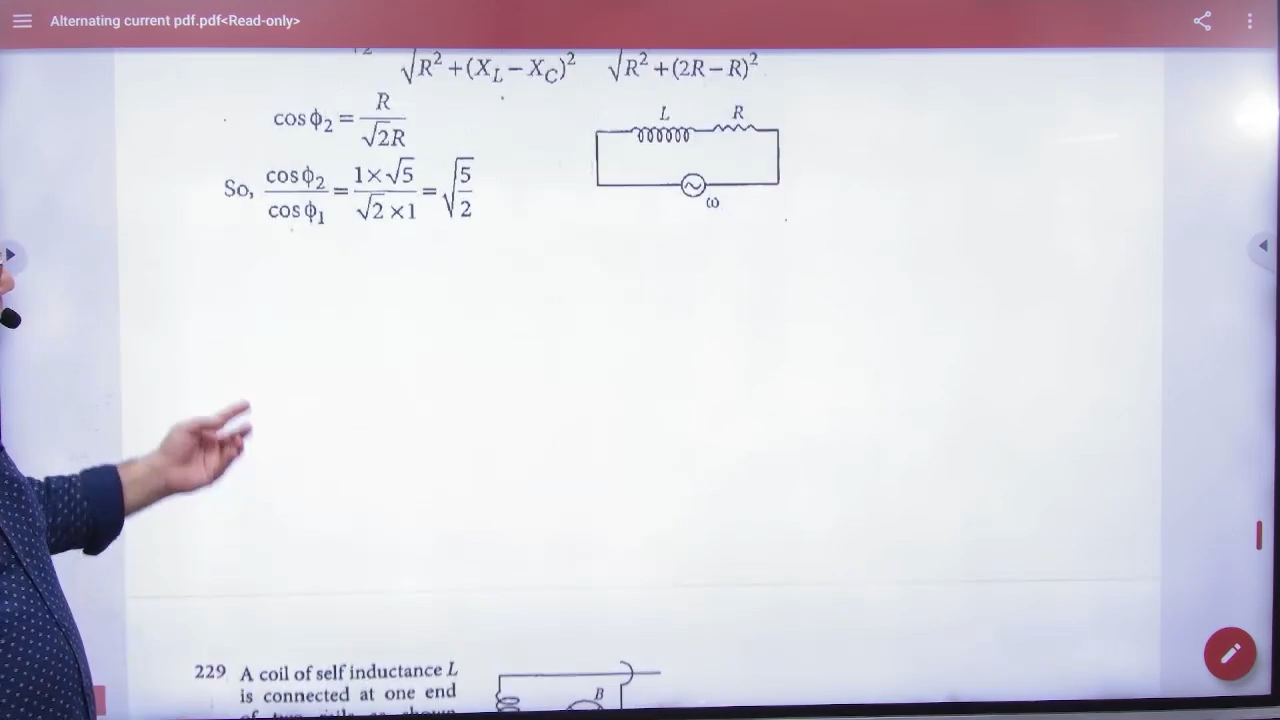 Alternating current pdf.pdf<Read-only>
√R² + (X_L − X_C)² √R² + (2R − R)²
cos ϕ₂ = R / √2R
L R
So, cos ϕ₂ / cos ϕ₁ = 1×√5 / √2×1 = √5/2
ω
229 A coil of self inductance L
is connected at one end
B